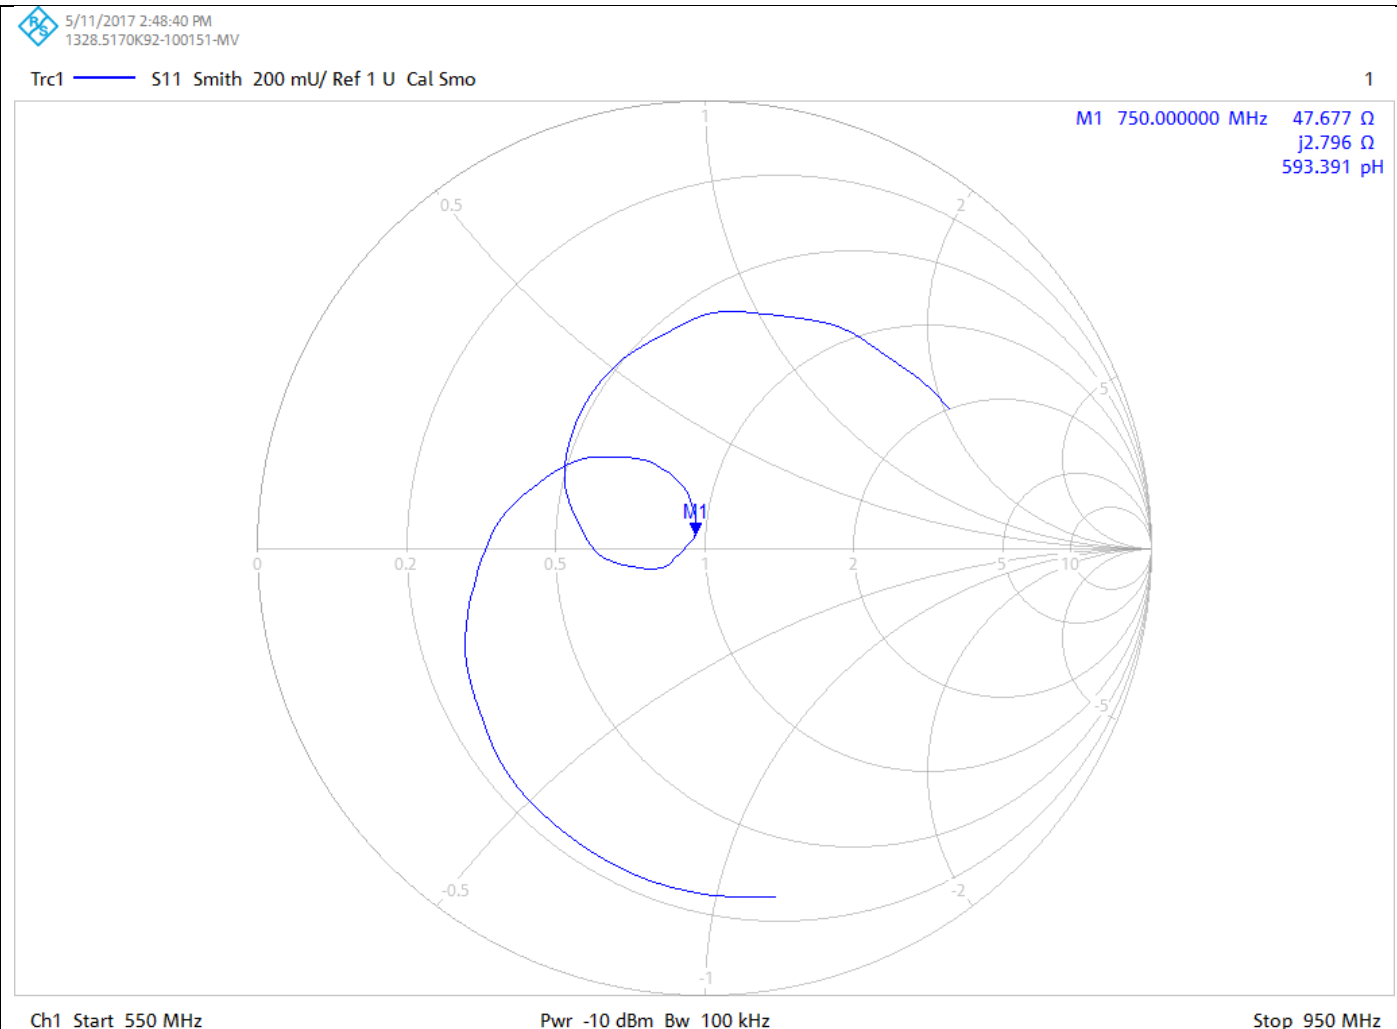 R&S
5/11/2017 2:48:40 PM
1328.5170K92-100151-MV
Trc1 S11 Smith 200 mU/ Ref 1 U Cal Smo 1
M1 750.000000 MHz 47.677 Ω
j2.796 Ω
593.391 pH
1
0.5
2
5
M1
0 0.2 0.5 1 2 5 10
-5
-0.5
-2
-1
Ch1 Start 550 MHz Pwr -10 dBm Bw 100 kHz Stop 950 MHz